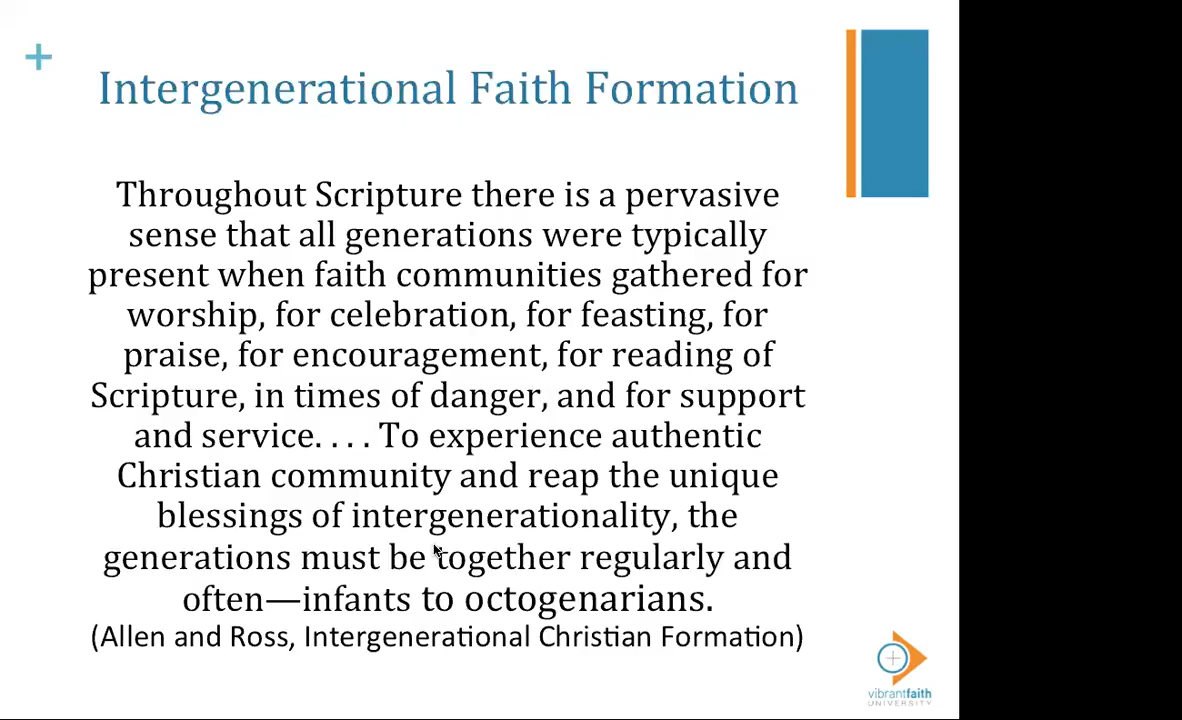 +
Intergenerational Faith Formation
Throughout Scripture there is a pervasive
sense that all generations were typically
present when faith communities gathered for
worship, for celebration, for feasting, for
praise, for encouragement, for reading of
Scripture, in times of danger, and for support
and service. . . . To experience authentic
Christian community and reap the unique
blessings of intergenerationality, the
generations must be together regularly and
often—infants to octogenarians.
(Allen and Ross, Intergenerational Christian Formation)
vibrantfaith
UNIVERSITY